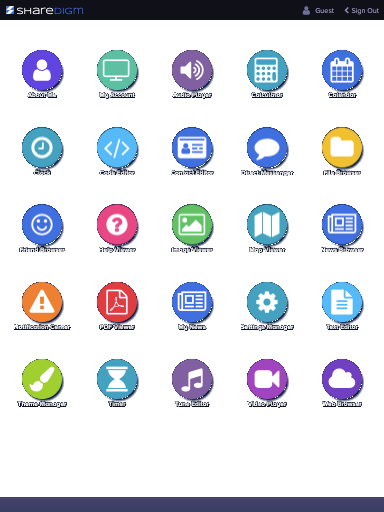 SHAREDIGM Guest Sign Out
About Me My Account Audio Player Calculator Calendar
Clock Code Editor Contact Editor Direct Messenger File Browser
Friend Browser Help Viewer Image Viewer Map Viewer News Browser
Notification Center PDF Viewer My News Settings Manager Text Editor
Theme Manager Timer Tune Editor Video Player Web Browser